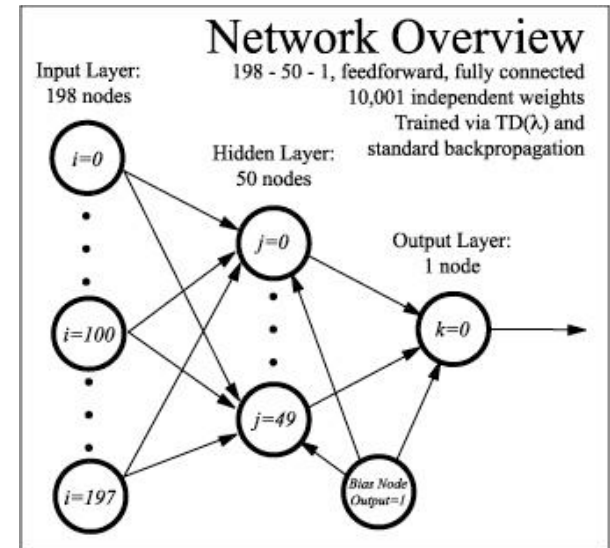 Network Overview
198 - 50 - 1, feedforward, fully connected
10,001 independent weights
Trained via TD(λ) and
standard backpropagation
Input Layer:
198 nodes
Hidden Layer:
50 nodes
Output Layer:
1 node
i=0
i=100
i=197
j=0
j=49
k=0
Bias Node
Output=1